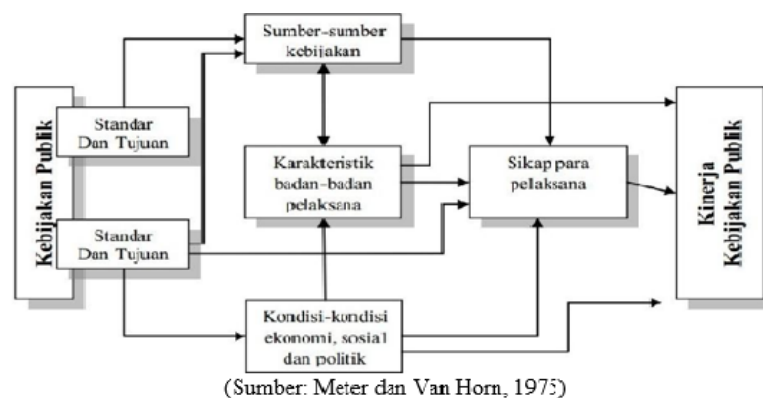 Sumber-sumber
kebijakan
Kebijakan Publik
Standar
Dan Tujuan
Karakteristik
badan-badan
pelaksana
Sikap para
pelaksana
Kinerja
Kebijakan Publik
Standar
Dan Tujuan
Kondisi-kondisi
ekonomi, sosial
dan politik
(Sumber: Meter dan Van Horn, 1975)